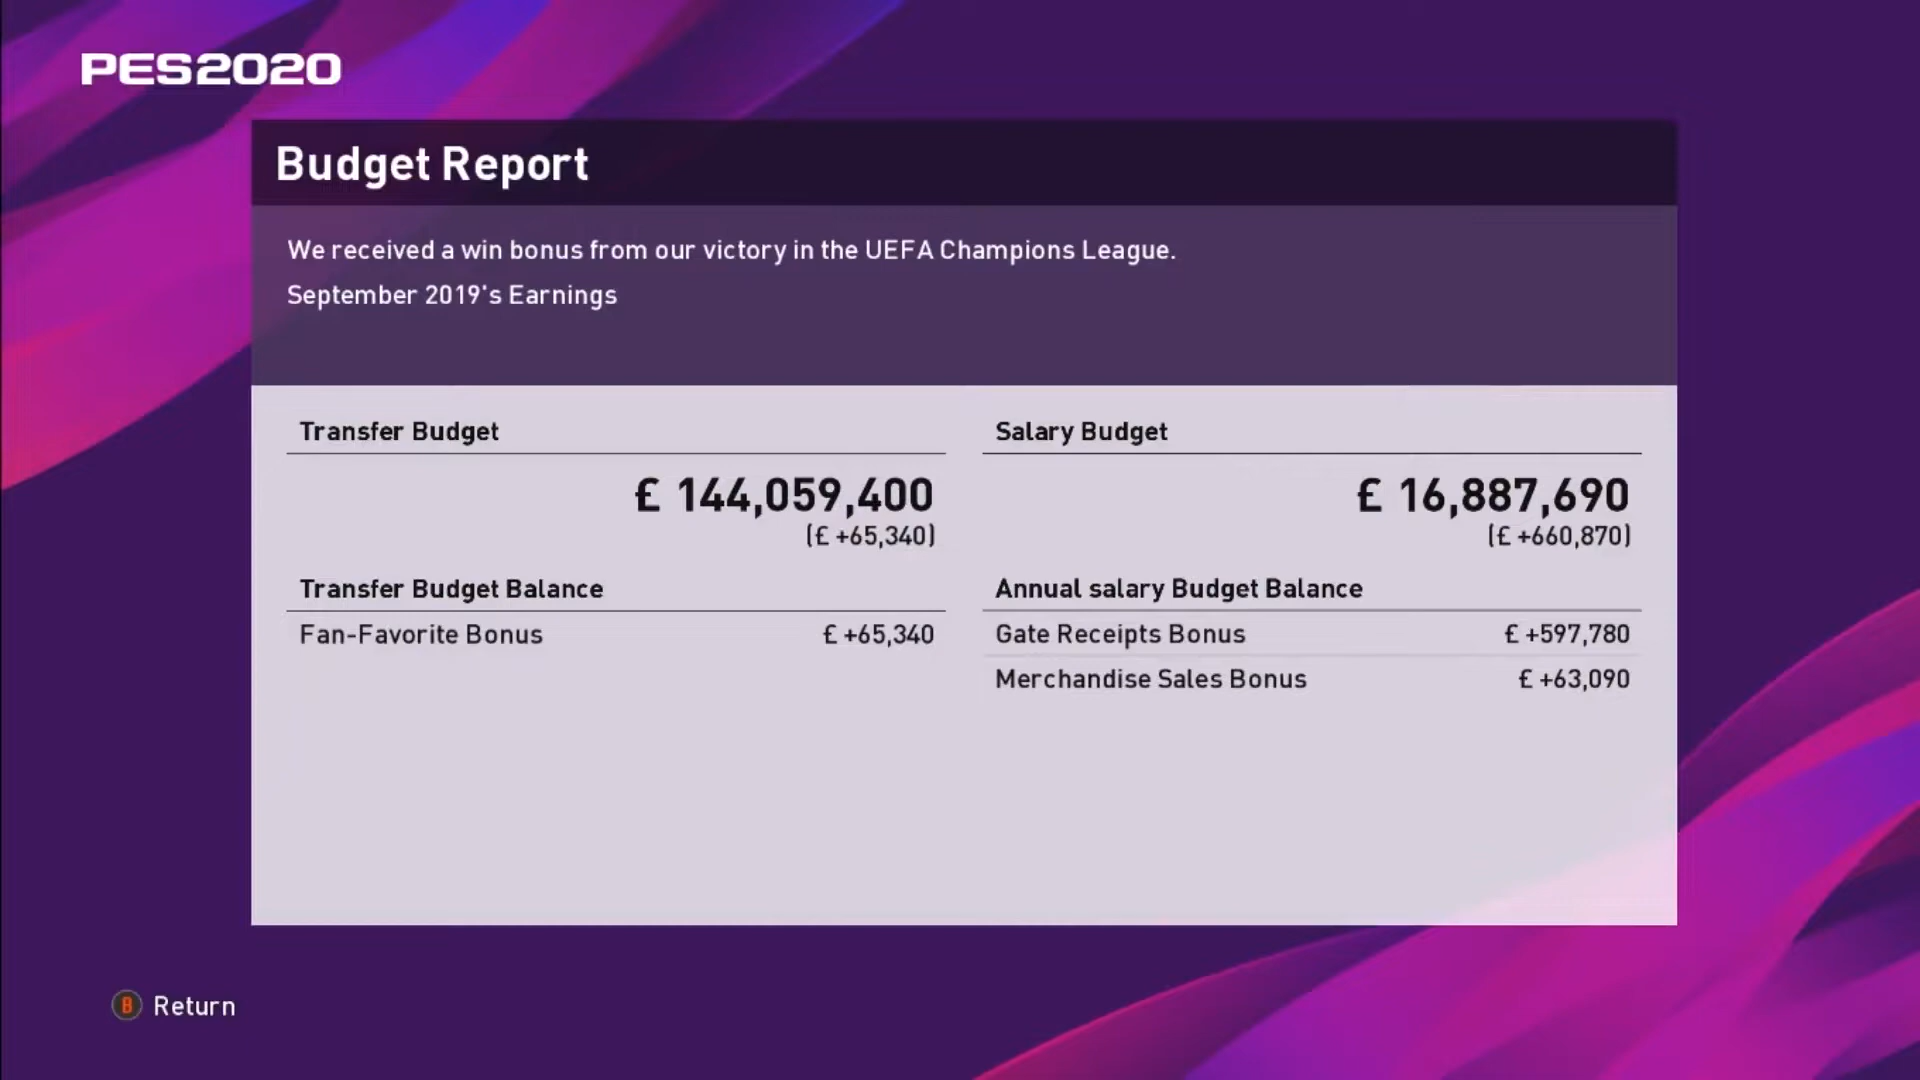 PES2020
Budget Report
We received a win bonus from our victory in the UEFA Champions League.
September 2019's Earnings
Transfer Budget
£ 144,059,400
(£ +65,340)
Transfer Budget Balance
Fan-Favorite Bonus £ +65,340
Salary Budget
£ 16,887,690
(£ +660,870)
Annual salary Budget Balance
Gate Receipts Bonus £ +597,780
Merchandise Sales Bonus £ +63,090
B Return